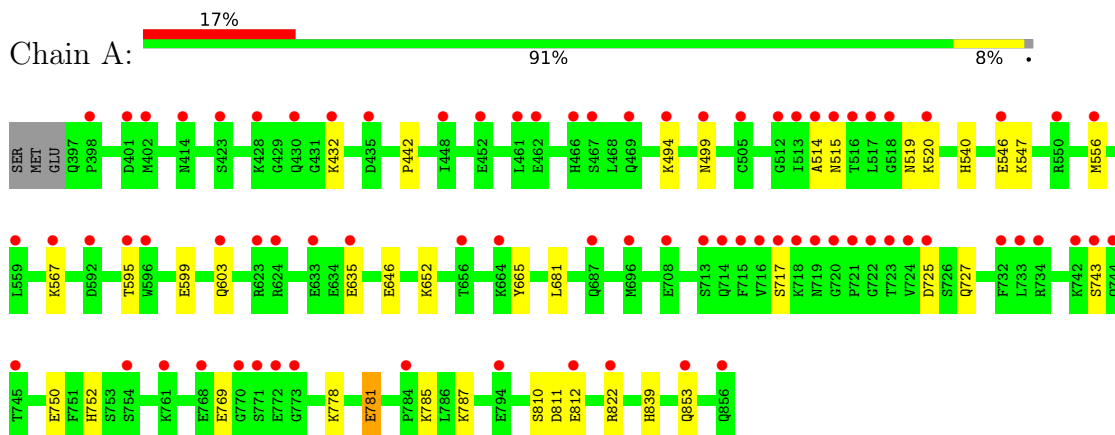 17%
Chain A:
91% 8% •
SER MET GLU Q397 P398 D401 M402 N414 S423 K428 G429 Q430 G431 K432 D435 P442 I448 E452 L461 E462 H466 S467 L468 Q469 K494 N499 C505 G512 I513 A514 N515 T516 L517 G518 N519 K520 H540 E546 K547 R550 M556
L559 K567 D592 T595 W596 E599 Q603 R623 R624 E633 E634 E635 E646 K652 T656 K664 Y665 L681 Q687 M696 E708 S713 Q714 F715 V716 S717 K718 N719 G720 P721 G722 T723 V724 D725 S726 Q727 F732 L733 R734 K742 S743
T745 E750 F751 H752 S753 S754 K761 E768 E769 G770 S771 E772 G773 K778 E781 P784 K785 L786 K787 E794 S810 D811 E812 R822 H839 Q853 Q856